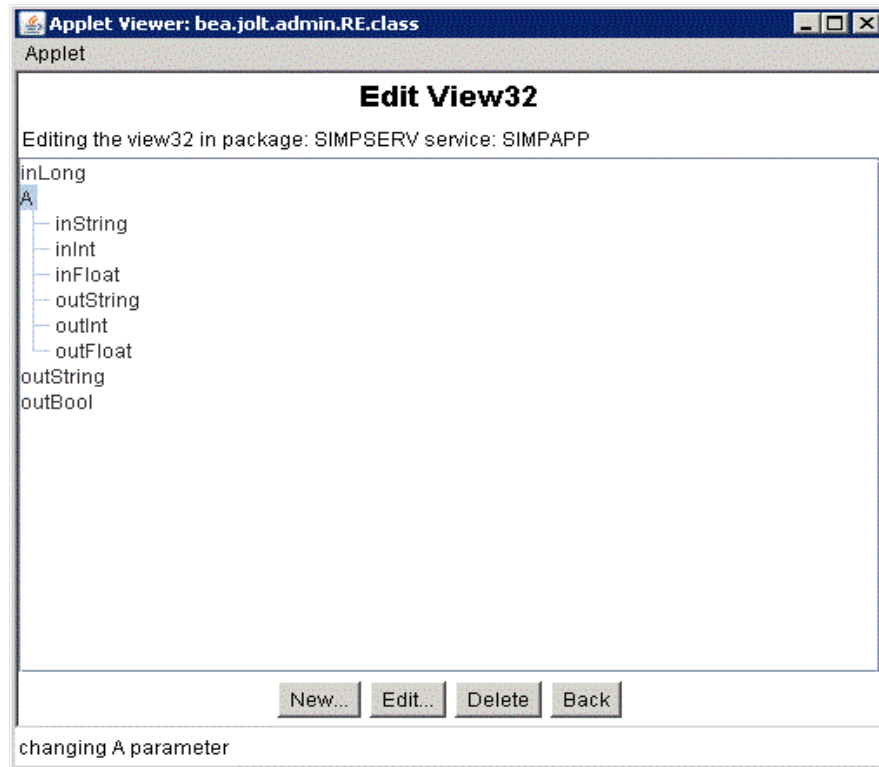 Applet Viewer: bea.jolt.admin.RE.class
Applet
Edit View32
Editing the view32 in package: SIMPSERV service: SIMPAPP
inLong
A
inString
inInt
inFloat
outString
outInt
outFloat
outString
outBool
New... Edit... Delete Back
changing A parameter